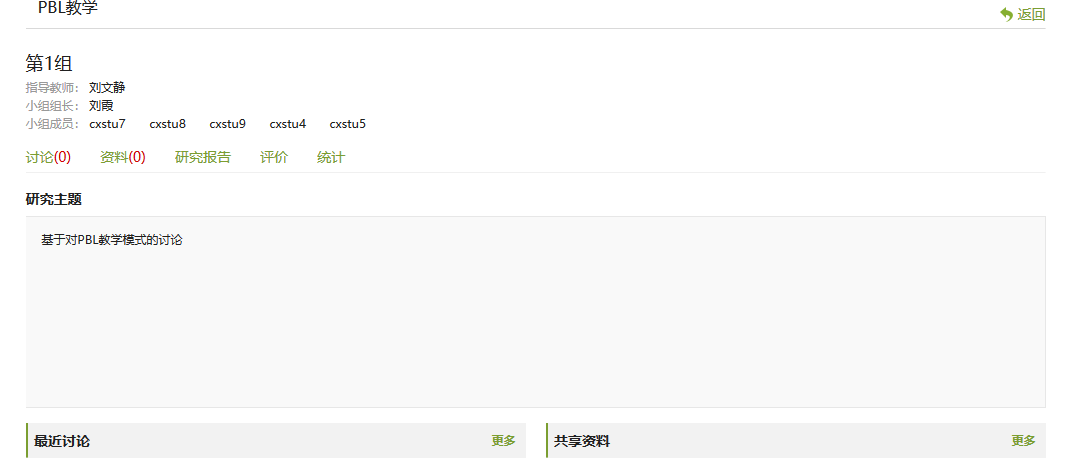 PBL教学
返回
第1组
指导教师： 刘文静
小组组长： 刘霞
小组成员： cxstu7 cxstu8 cxstu9 cxstu4 cxstu5
讨论(0) 资料(0) 研究报告 评价 统计
研究主题
基于对PBL教学模式的讨论
最近讨论 更多 共享资料 更多